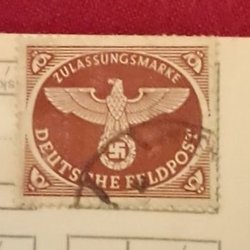 ZULASSUNGSMARKE
DEUTSCHE FELDPOST